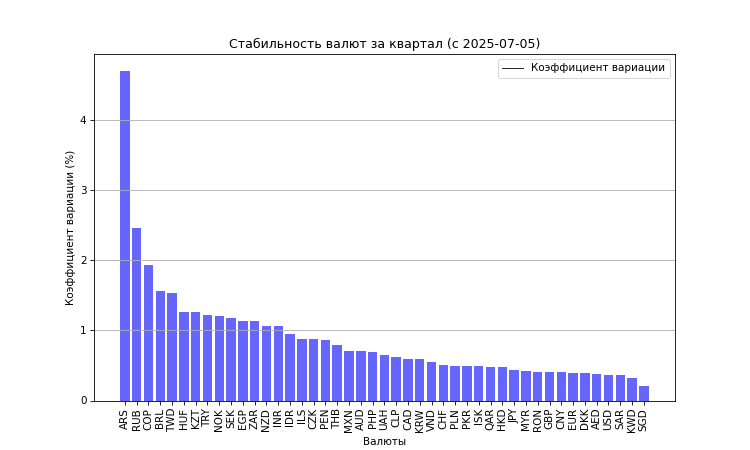 Стабильность валют за квартал (с 2025-07-05)
Коэффициент вариации
Коэффициент вариации (%)
4
3
2
1
0
ARS RUB COP BRL TWD HUF KZT TRY NOK SEK EGP ZAR NZD INR IDR ILS CZK PEN THB MXN AUD PHP UAH CLP CAD KRW VND CHF PLN PKR ISK QAR HKD JPY MYR RON GBP CNY EUR DKK AED USD SAR KWD SGD
Валюты